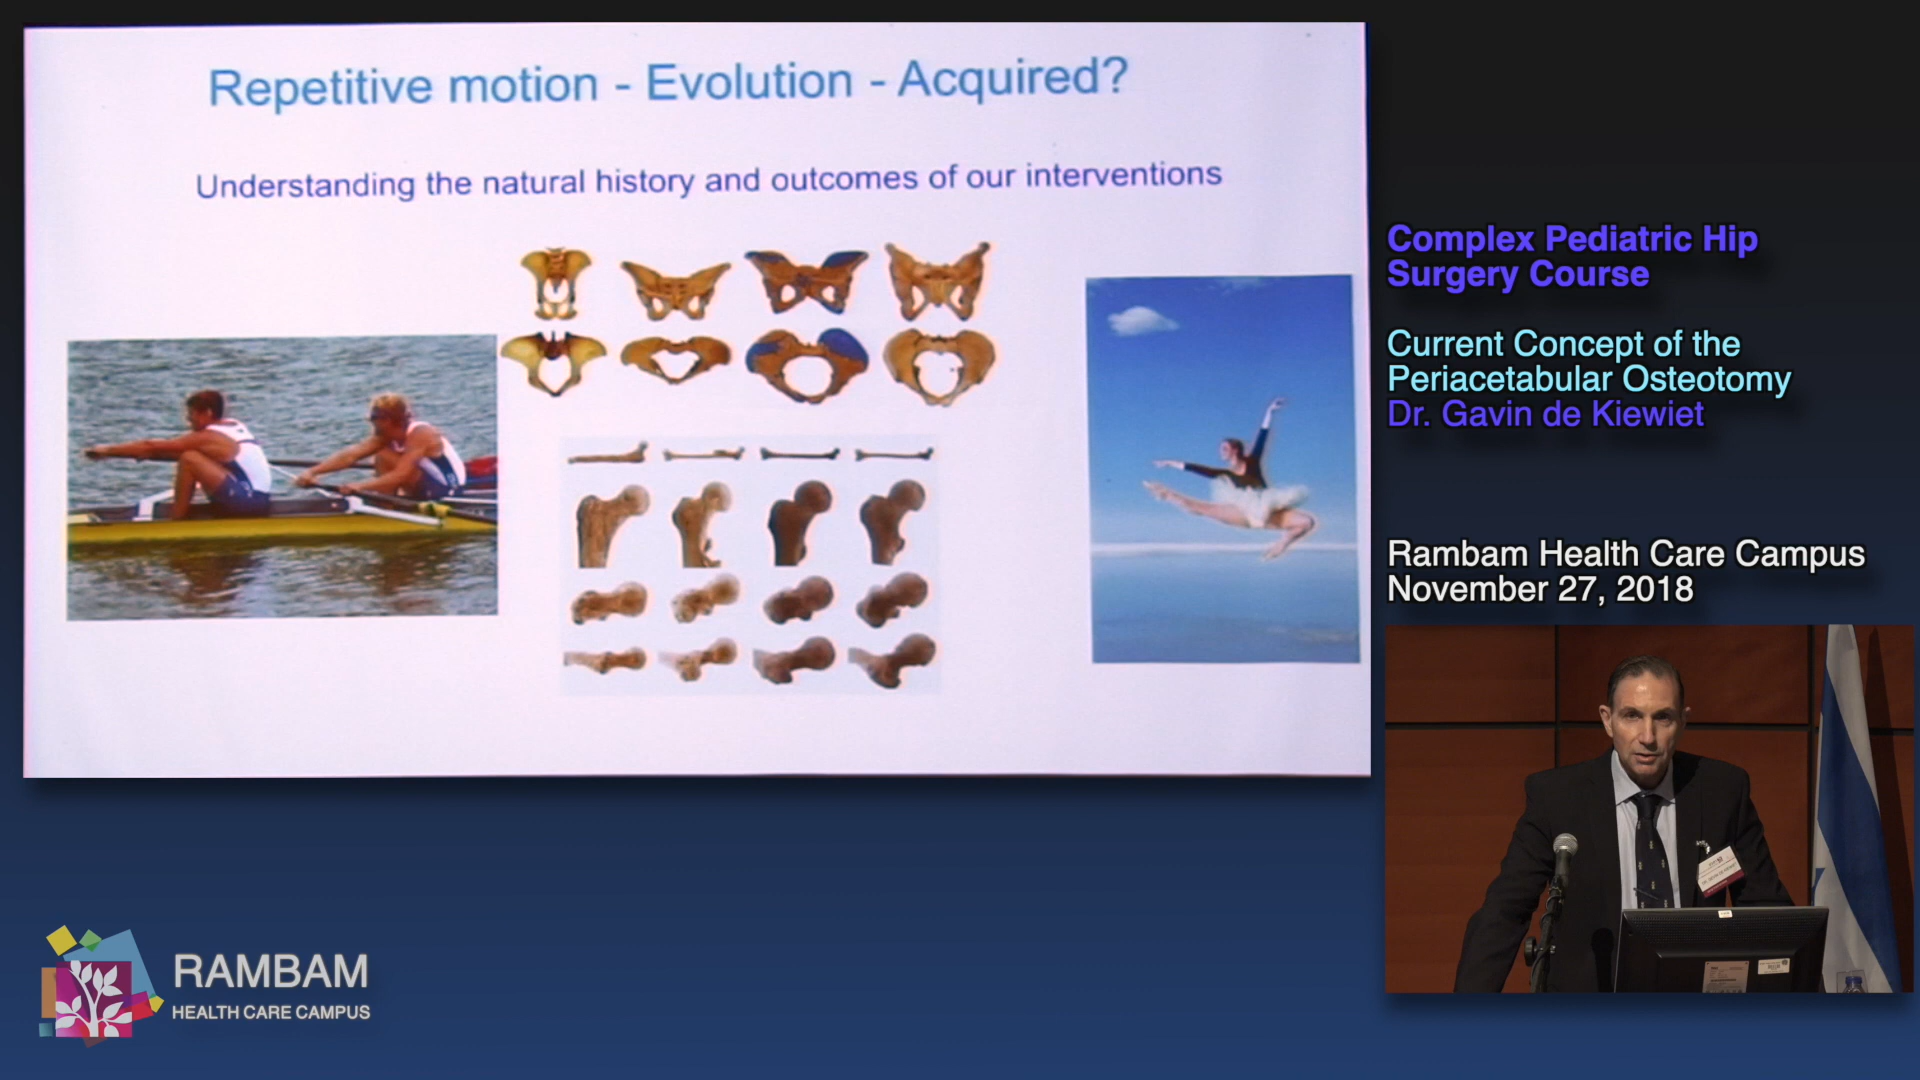 Repetitive motion - Evolution - Acquired?
Understanding the natural history and outcomes of our interventions
Complex Pediatric Hip
Surgery Course
Current Concept of the
Periacetabular Osteotomy
Dr. Gavin de Kiewiet
Rambam Health Care Campus
November 27, 2018
RAMBAM
HEALTH CARE CAMPUS